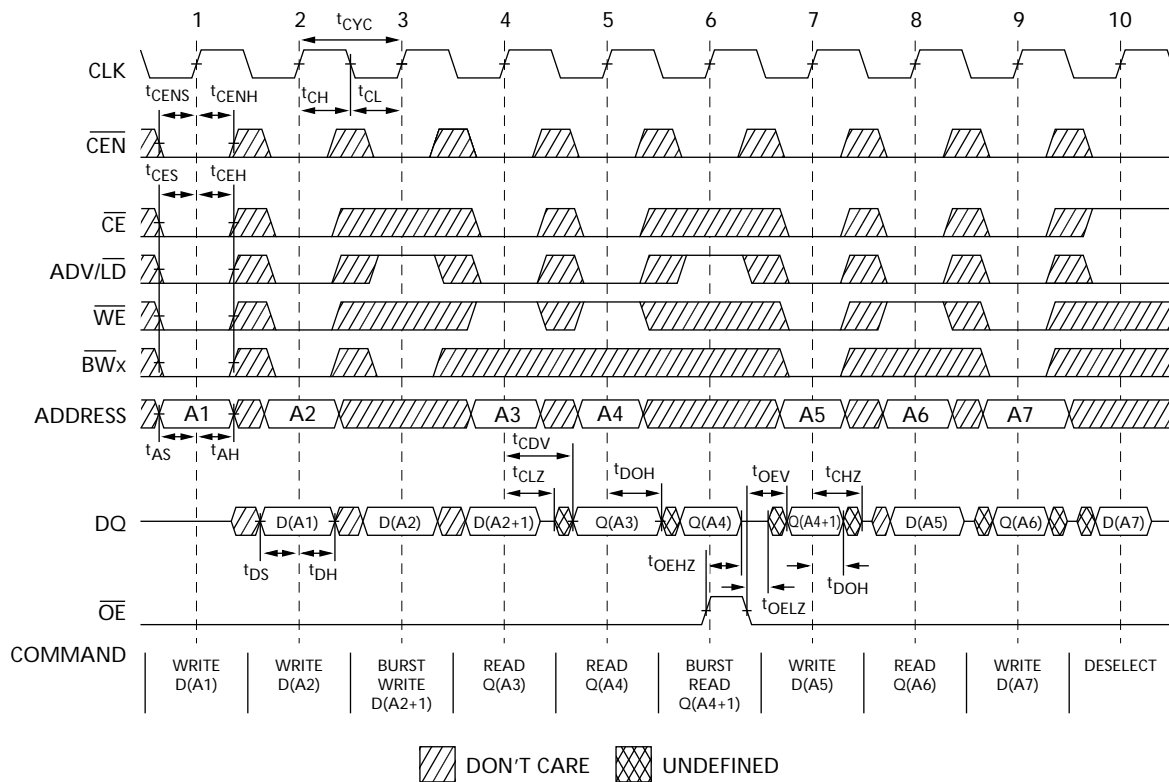 1 2 3 4 5 6 7 8 9 10
tCYC
CLK
tCENS tCENH tCH tCL
CEN
tCES tCEH
CE
ADV/LD
WE
BWx
ADDRESS A1 A2 A3 A4 A5 A6 A7
tAS tAH tCDV
tCLZ tDOH tOEV tCHZ
DQ D(A1) D(A2) D(A2+1) Q(A3) Q(A4) Q(A4+1) D(A5) Q(A6) D(A7)
tDS tDH tOEHZ tDOH
tOELZ
OE
COMMAND
WRITE WRITE BURST READ READ BURST WRITE READ WRITE DESELECT
D(A1) D(A2) WRITE Q(A3) Q(A4) READ D(A5) Q(A6) D(A7)
D(A2+1) Q(A4+1)
DON'T CARE UNDEFINED